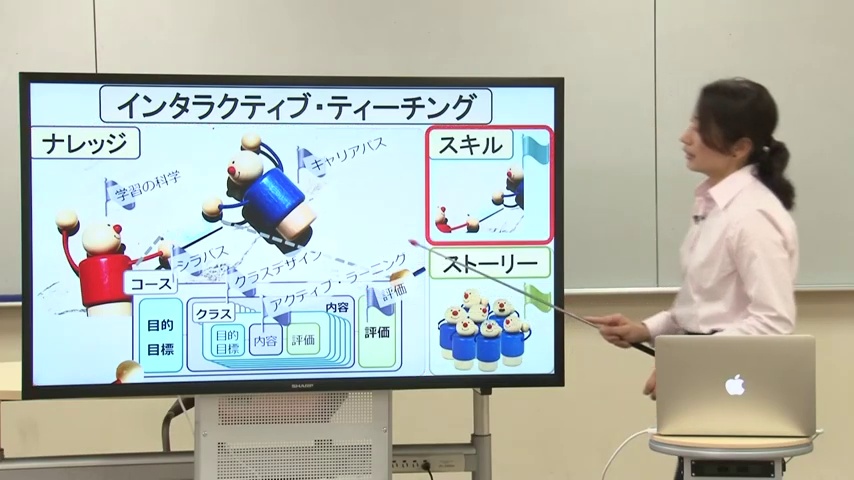 インタラクティブ・ティーチング
ナレッジ
スキル
学習の科学
キャリアパス
シラバス
クラスデザイン
アクティブ・ラーニング
評価
ストーリー
コース
目的
目標
クラス
内容
目的
目標
内容
評価
評価
SHARP